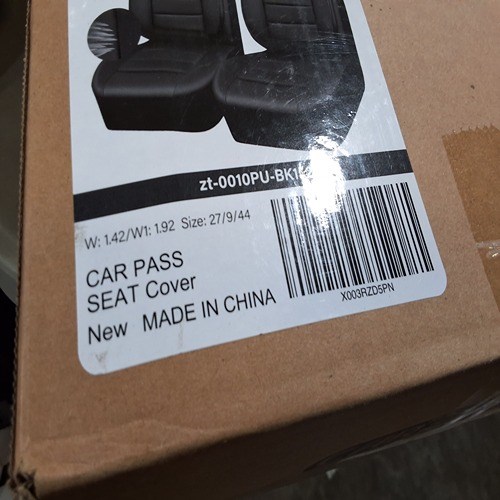 zt-0010PU-BK1
W: 1.42/W1: 1.92 Size: 27/9/44
CAR PASS
SEAT Cover
New MADE IN CHINA
X003RZD5PN